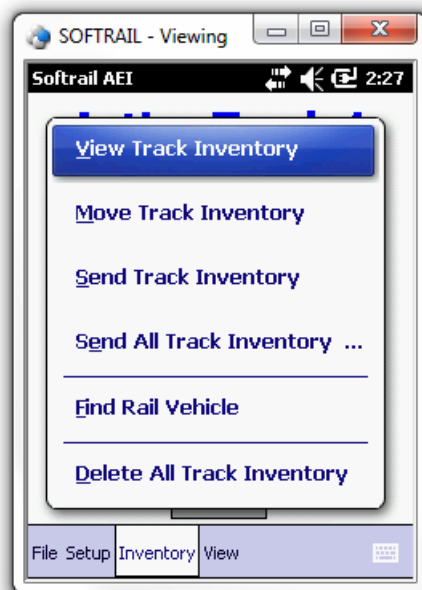 SOFTRAIL - Viewing
Softrail AEI 2:27
View Track Inventory
Move Track Inventory
Send Track Inventory
Send All Track Inventory ...
Find Rail Vehicle
Delete All Track Inventory
File Setup Inventory View